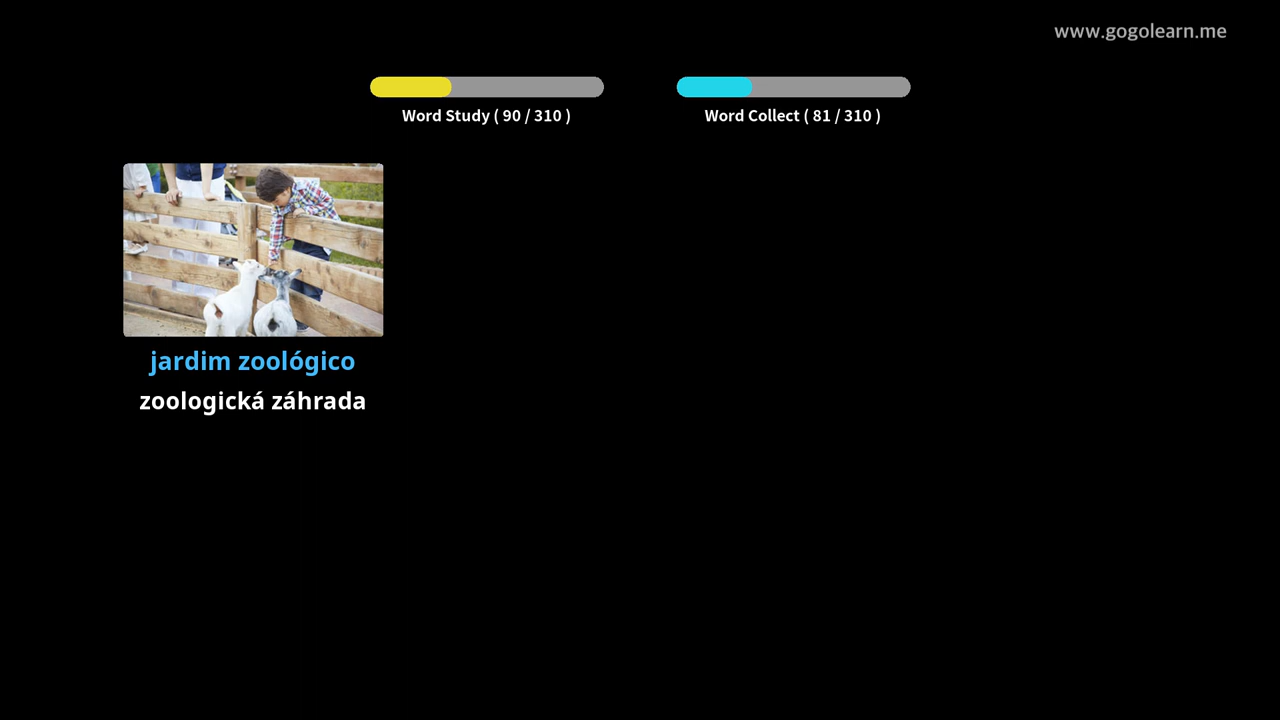 www.gogolearn.me
Word Study ( 90 / 310 )
Word Collect ( 81 / 310 )
jardim zoológico
zoologická záhrada